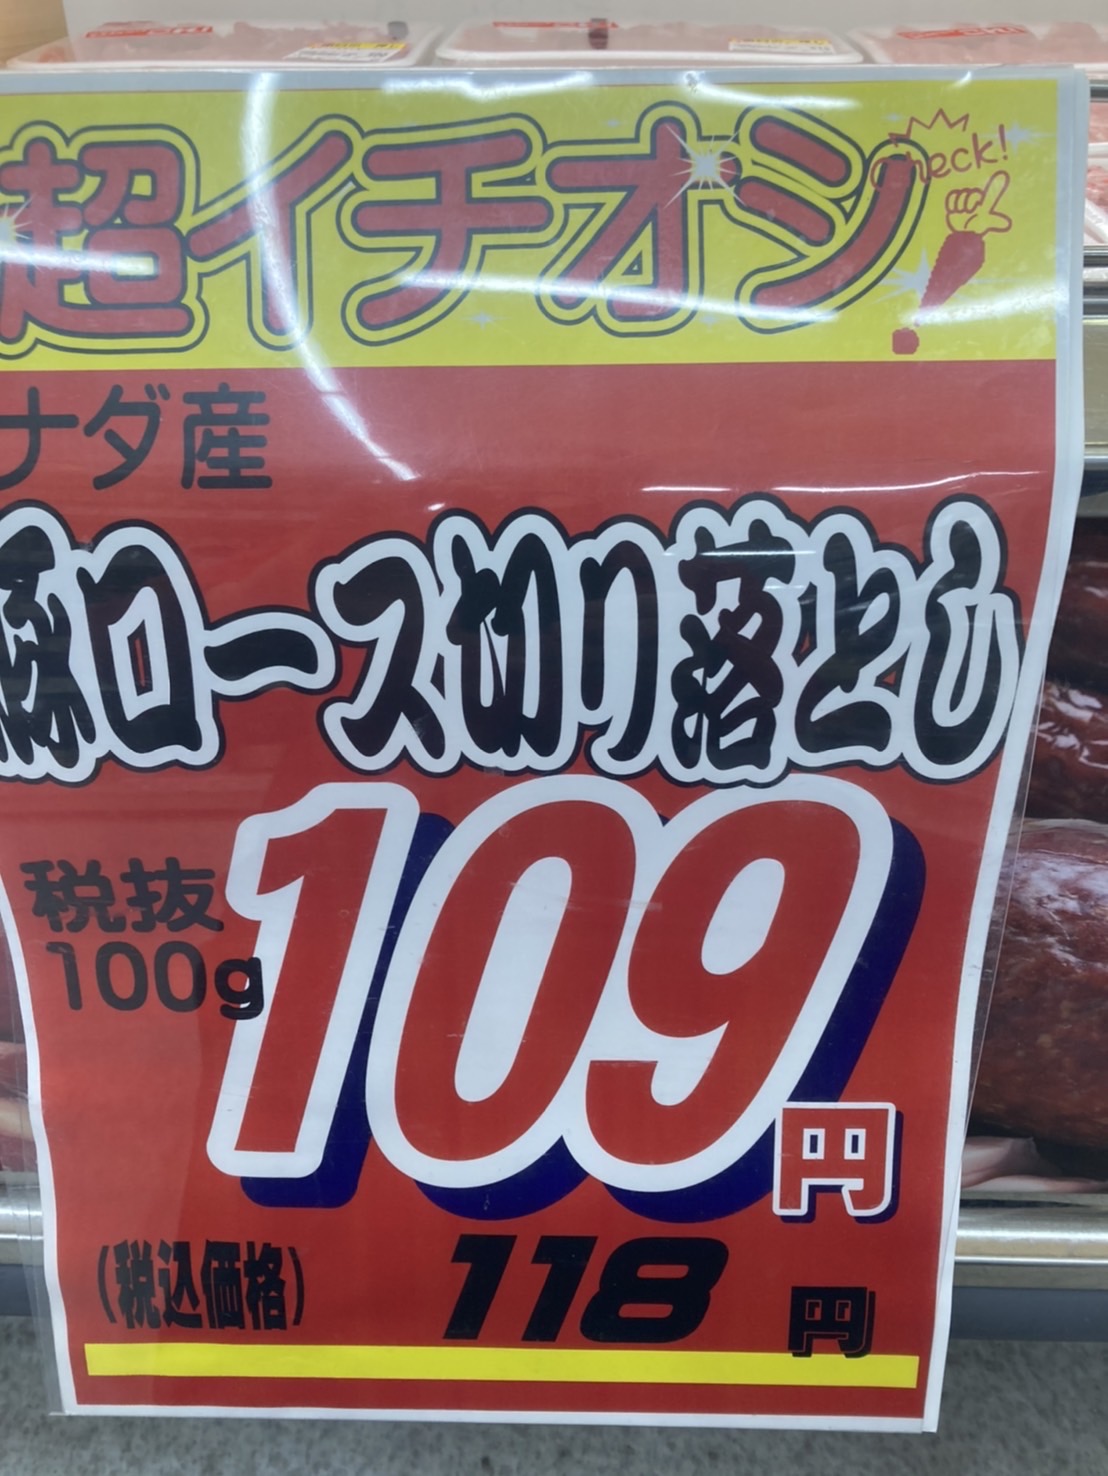 超イチオシ!
Check!
ナダ産
豚ロース切り落とし
税抜
100g
109円
(税込価格) 118円